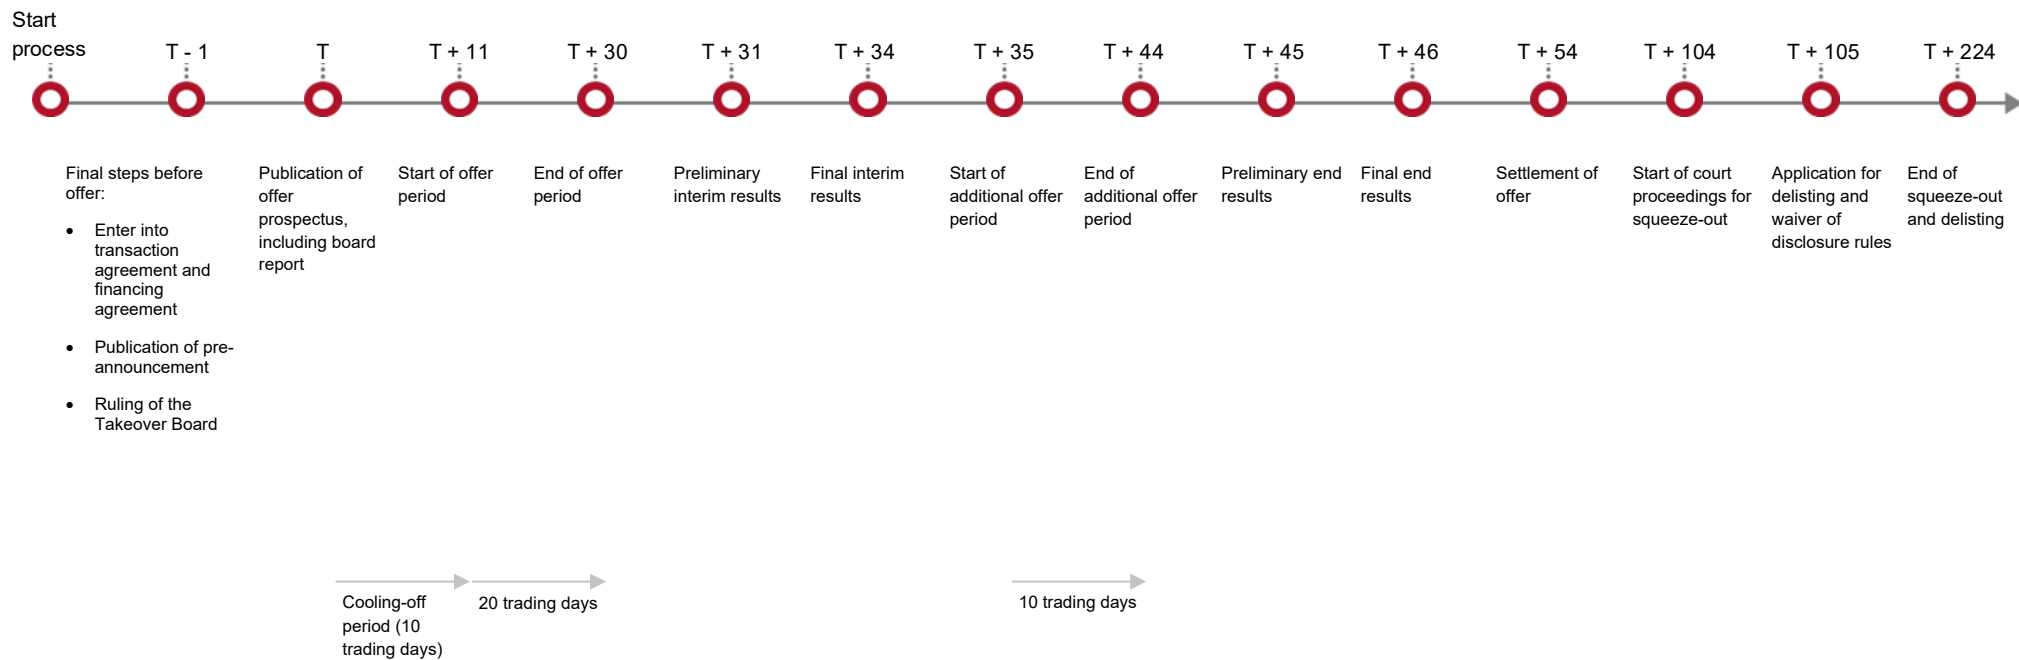 Start
process
T - 1
T
T + 11
T + 30
T + 31
T + 34
T + 35
T + 44
T + 45
T + 46
T + 54
T + 104
T + 105
T + 224
Final steps before
offer:
• Enter into
transaction
agreement and
financing
agreement
• Publication of pre-
announcement
• Ruling of the
Takeover Board
Publication of
offer
prospectus,
including board
report
Start of offer
period
End of offer
period
Preliminary
interim results
Final interim
results
Start of
additional offer
period
End of
additional offer
period
Preliminary end
results
Final end
results
Settlement of
offer
Start of court
proceedings for
squeeze-out
Application for
delisting and
waiver of
disclosure rules
End of
squeeze-out
and delisting
Cooling-off
period (10
trading days)
20 trading days
10 trading days